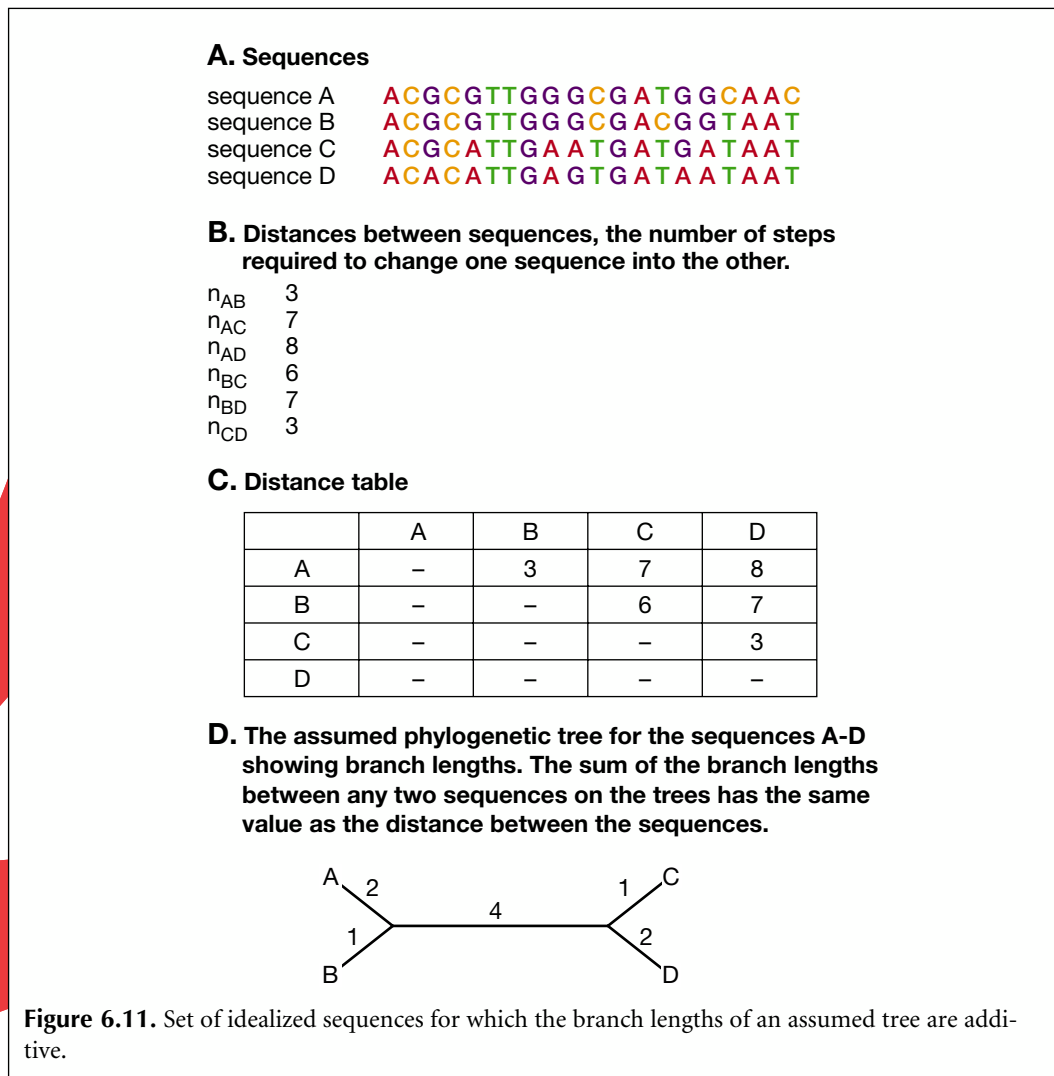 A. Sequences
sequence A ACGCGTTGGGCGATGGCAAC
sequence B ACGCGTTGGGCGACGGTAAT
sequence C ACGCATTGAATGATGATAAT
sequence D ACACATTGAGTGATAATAAT
B. Distances between sequences, the number of steps
required to change one sequence into the other.
nAB 3
nAC 7
nAD 8
nBC 6
nBD 7
nCD 3
C. Distance table
A B C D
A – 3 7 8
B – – 6 7
C – – – 3
D – – – –
D. The assumed phylogenetic tree for the sequences A-D
showing branch lengths. The sum of the branch lengths
between any two sequences on the trees has the same
value as the distance between the sequences.
A 2 1 C
4
1 2
B D
Figure 6.11. Set of idealized sequences for which the branch lengths of an assumed tree are addi-
tive.